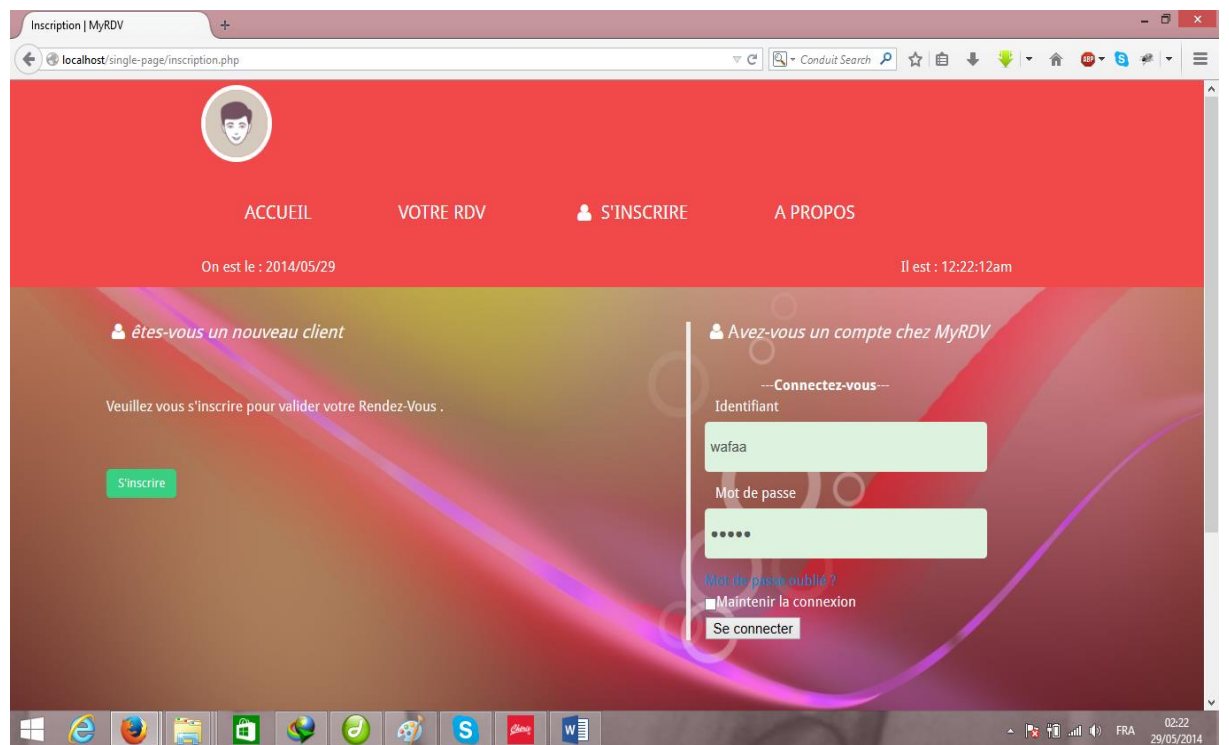 Inscription | MyRDV
localhost/single-page/inscription.php
Conduit Search
ABP
ACCUEIL
VOTRE RDV
S'INSCRIRE
A PROPOS
On est le : 2014/05/29
Il est : 12:22:12am
êtes-vous un nouveau client
Veuillez vous s'inscrire pour valider votre Rendez-Vous .
S'inscrire
Avez-vous un compte chez MyRDV
---Connectez-vous---
Identifiant
wafaa
Mot de passe
•••••
Mot de passe oublié ?
Maintenir la connexion
Se connecter
FRA
02:22
29/05/2014